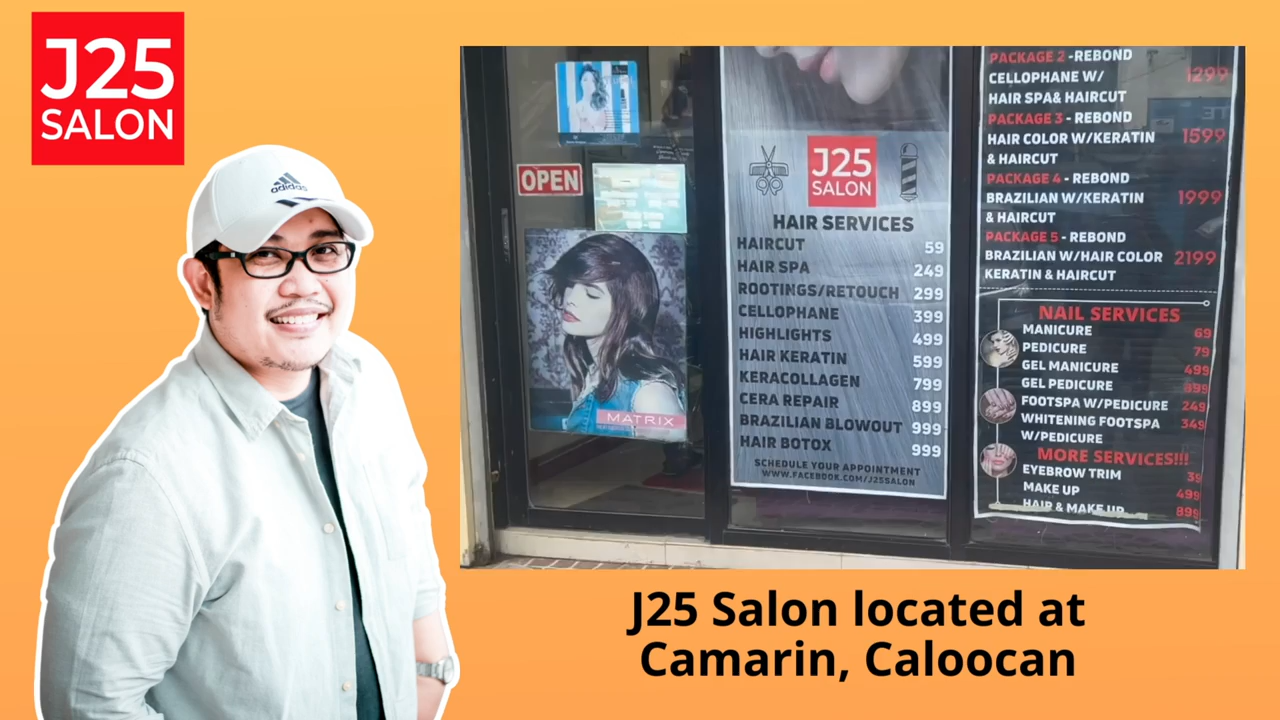 J25
SALON
adidas
OPEN
MATRIX
J25
SALON
HAIR SERVICES
HAIRCUT 59
HAIR SPA 249
ROOTINGS/RETOUCH 299
CELLOPHANE 399
HIGHLIGHTS 499
HAIR KERATIN 599
KERACOLLAGEN 799
CERA REPAIR 899
BRAZILIAN BLOWOUT 999
HAIR BOTOX 999
SCHEDULE YOUR APPOINTMENT
WWW.FACEBOOK.COM/J25SALON
PACKAGE 2 -REBOND
CELLOPHANE W/ 1299
HAIR SPA& HAIRCUT
PACKAGE 3 - REBOND
HAIR COLOR W/KERATIN 1599
& HAIRCUT
PACKAGE 4 - REBOND
BRAZILIAN W/KERATIN 1999
& HAIRCUT
PACKAGE 5 - REBOND
BRAZILIAN W/HAIR COLOR 2199
KERATIN & HAIRCUT
NAIL SERVICES
MANICURE 69
PEDICURE 79
GEL MANICURE 499
GEL PEDICURE 899
FOOTSPA W/PEDICURE 249
WHITENING FOOTSPA 349
W/PEDICURE
MORE SERVICES!!!
EYEBROW TRIM 39
MAKE UP 499
HAIR & MAKE UP 899
J25 Salon located at
Camarin, Caloocan